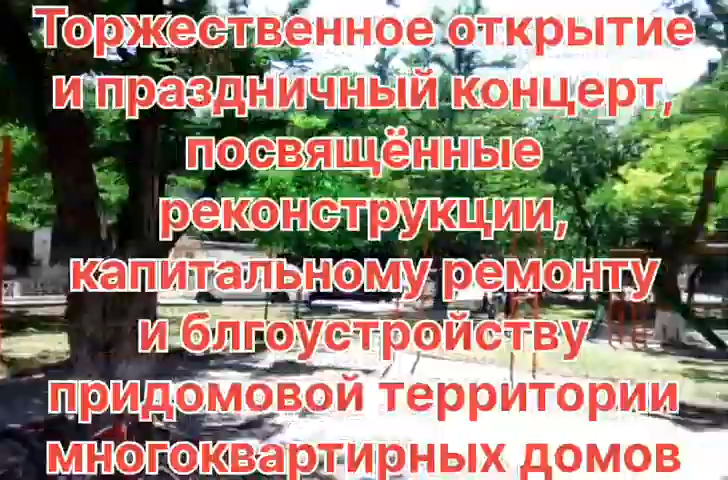 Торжественное открытие
и праздничный концерт,
посвящённые
реконструкции,
капитальному ремонту
и блгоустройству
придомовой территории
многоквартирных домов